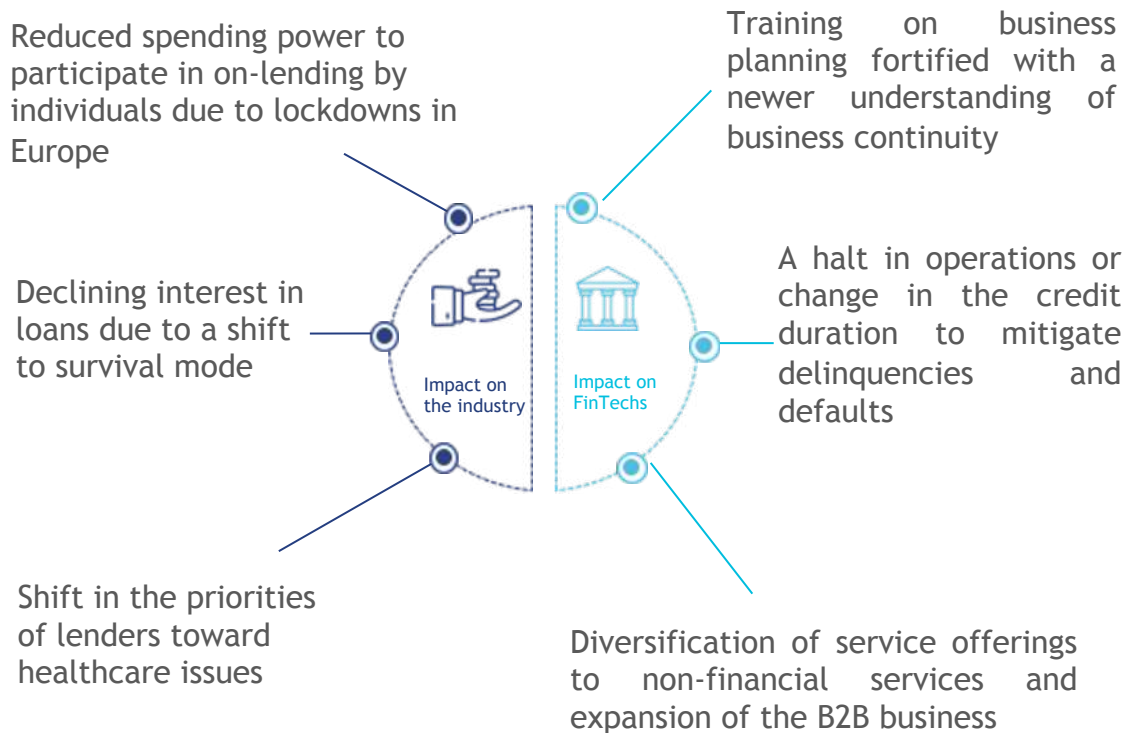 Reduced spending power to
participate in on-lending by
individuals due to lockdowns in
Europe
Declining interest in
loans due to a shift
to survival mode
Shift in the priorities
of lenders toward
healthcare issues
Impact on
the industry
Impact on
FinTechs
Training on business
planning fortified with a
newer understanding of
business continuity
A halt in operations or
change in the credit
duration to mitigate
delinquencies and
defaults
Diversification of service offerings
to non-financial services and
expansion of the B2B business